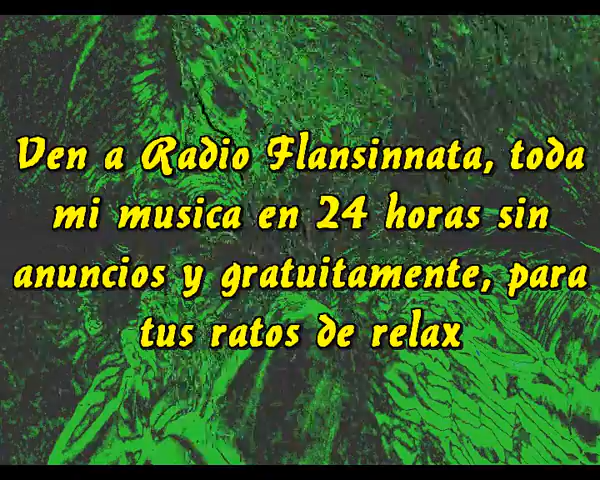 Ven a Radio Flansinnata, toda
mi musica en 24 horas sin
anuncios y gratuitamente, para
tus ratos de relax